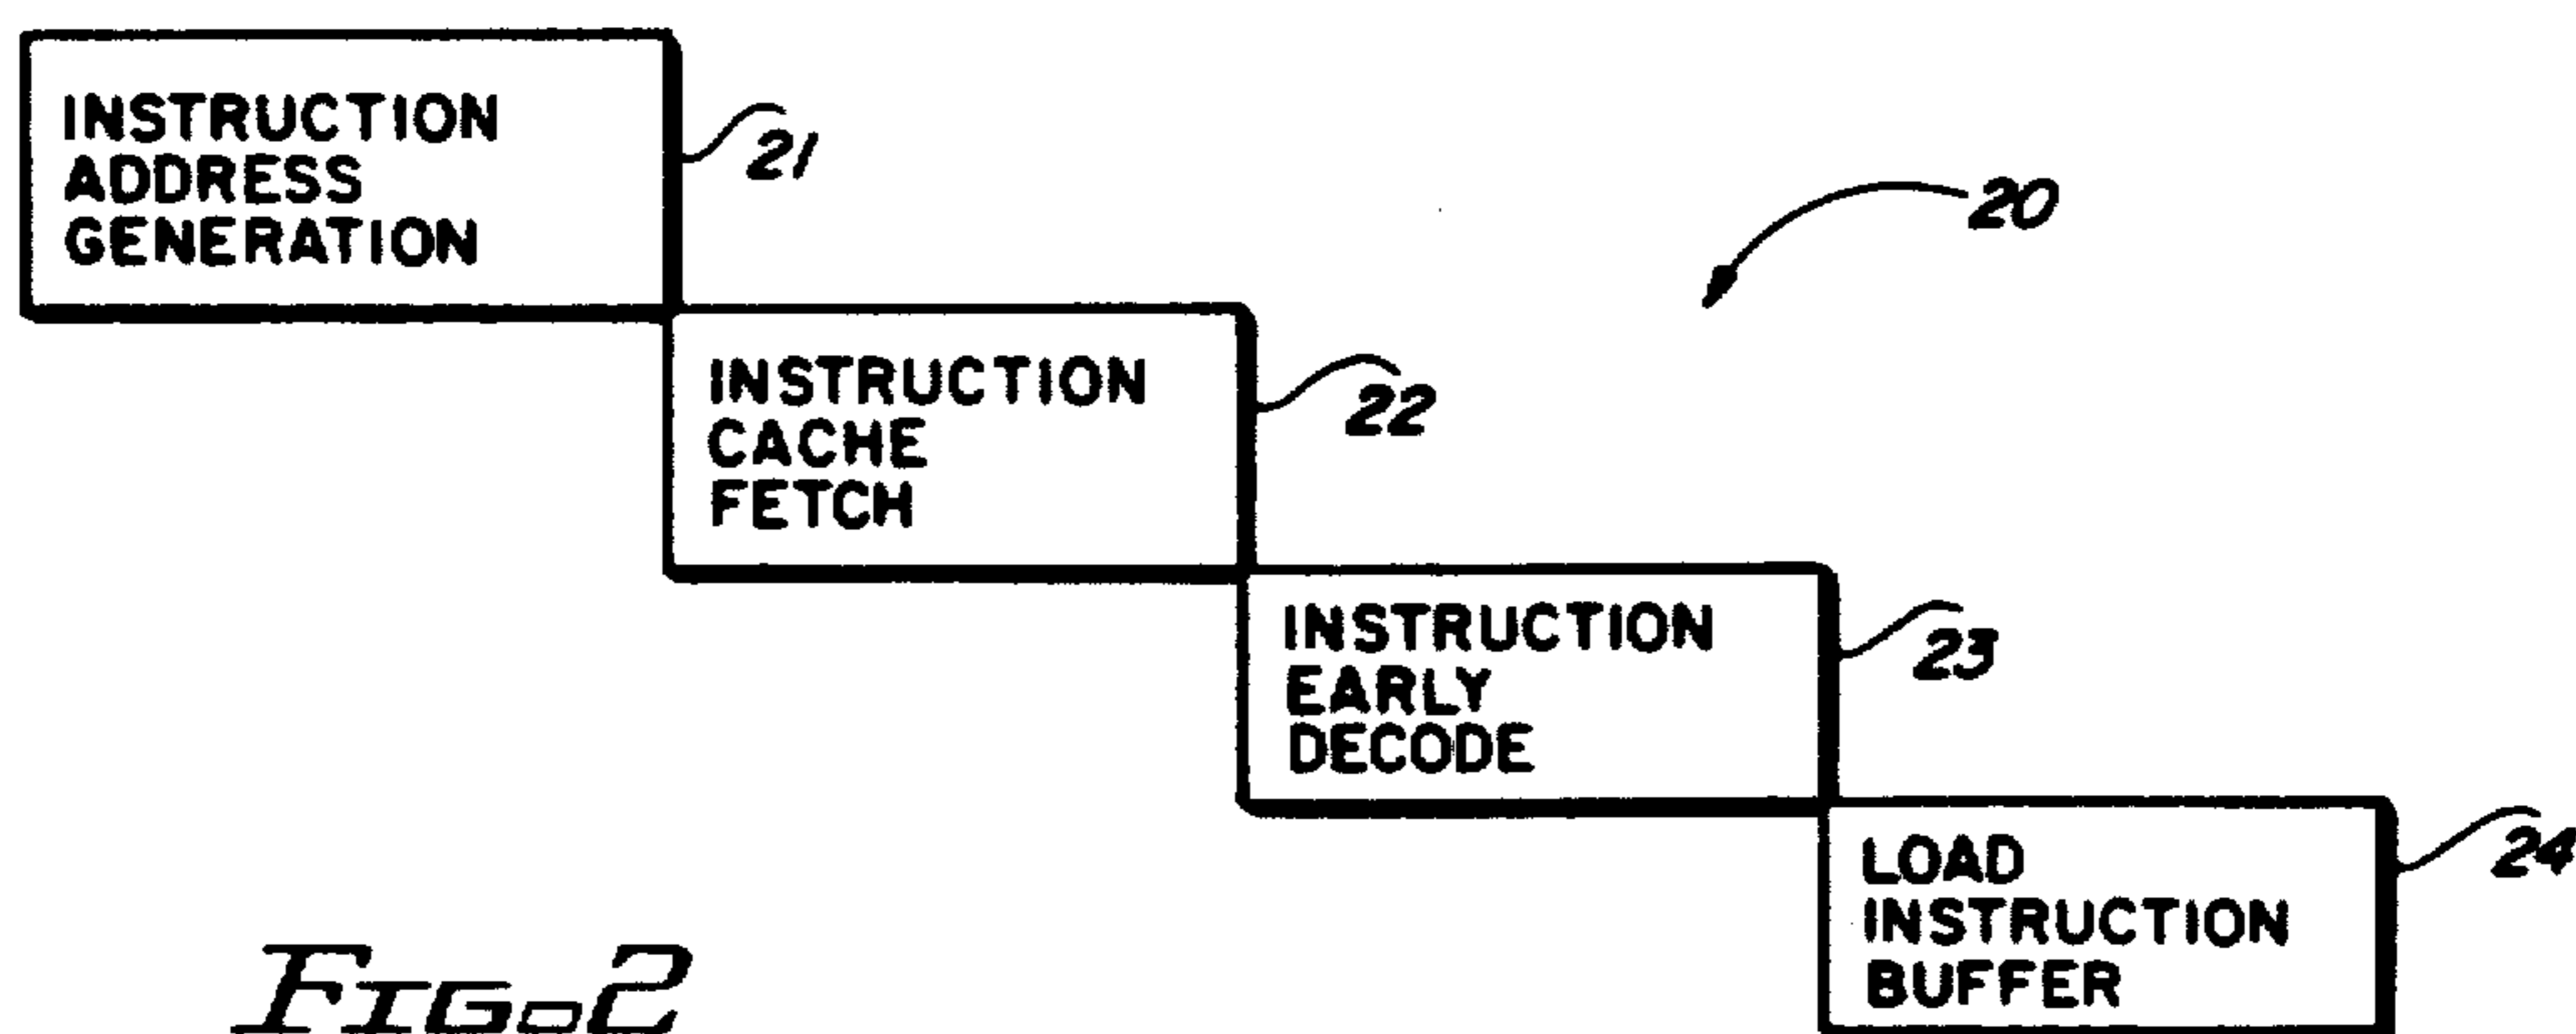 INSTRUCTION
ADDRESS
GENERATION
21
20
INSTRUCTION
CACHE
FETCH
22
INSTRUCTION
EARLY
DECODE
23
LOAD
INSTRUCTION
BUFFER
24
FIG. 2